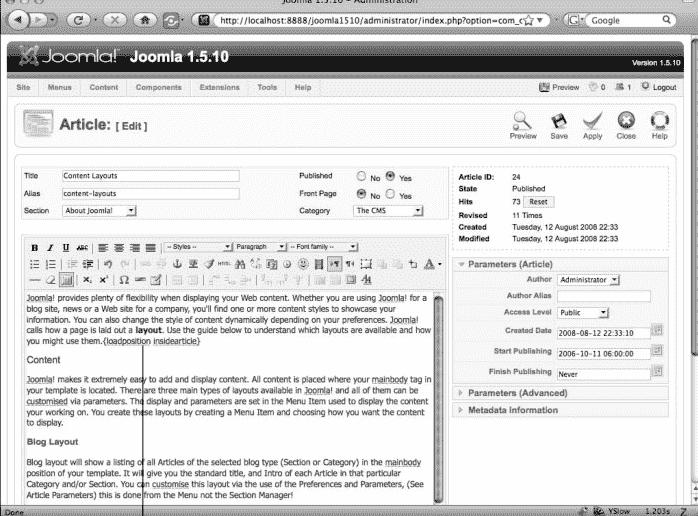 Joomla 1.5.10 - Administration
http://localhost:8888/joomla1510/administrator/index.php?option=com_c
Google
Joomla! Joomla 1.5.10
Version 1.5.10
Site Menus Content Components Extensions Tools Help
Preview 0 1 Logout
Article: [ Edit ]
Preview Save Apply Close Help
Title Content Layouts
Published No Yes
Alias content-layouts
Front Page No Yes
Section About Joomla!
Category The CMS
Article ID: 24
State Published
Hits 73 Reset
Revised 11 Times
Created Tuesday, 12 August 2008 22:33
Modified Tuesday, 12 August 2008 22:33
B I U ABC -- Styles -- Paragraph -- Font family --
HTML
Joomla! provides plenty of flexibility when displaying your Web content. Whether you are using Joomla! for a
blog site, news or a Web site for a company, you'll find one or more content styles to showcase your
information. You can also change the style of content dynamically depending on your preferences. Joomla!
calls how a page is laid out a layout. Use the guide below to understand which layouts are available and how
you might use them.{loadposition insidearticle}
Content
Joomla! makes it extremely easy to add and display content. All content is placed where your mainbody tag in
your template is located. There are three main types of layouts available in Joomla! and all of them can be
customised via parameters. The display and parameters are set in the Menu Item used to display the content
your working on. You create these layouts by creating a Menu Item and choosing how you want the content
to display.
Blog Layout
Blog layout will show a listing of all Articles of the selected blog type (Section or Category) in the mainbody
position of your template. It will give you the standard title, and Intro of each Article in that particular
Category and/or Section. You can customise this layout via the use of the Preferences and Parameters, (See
Article Parameters) this is done from the Menu not the Section Manager!
Parameters (Article)
Author Administrator
Author Alias
Access Level Public
Created Date 2008-08-12 22:33:10
Start Publishing 2006-10-11 06:00:00
Finish Publishing Never
Parameters (Advanced)
Metadata Information
Done
YSlow 1.203s